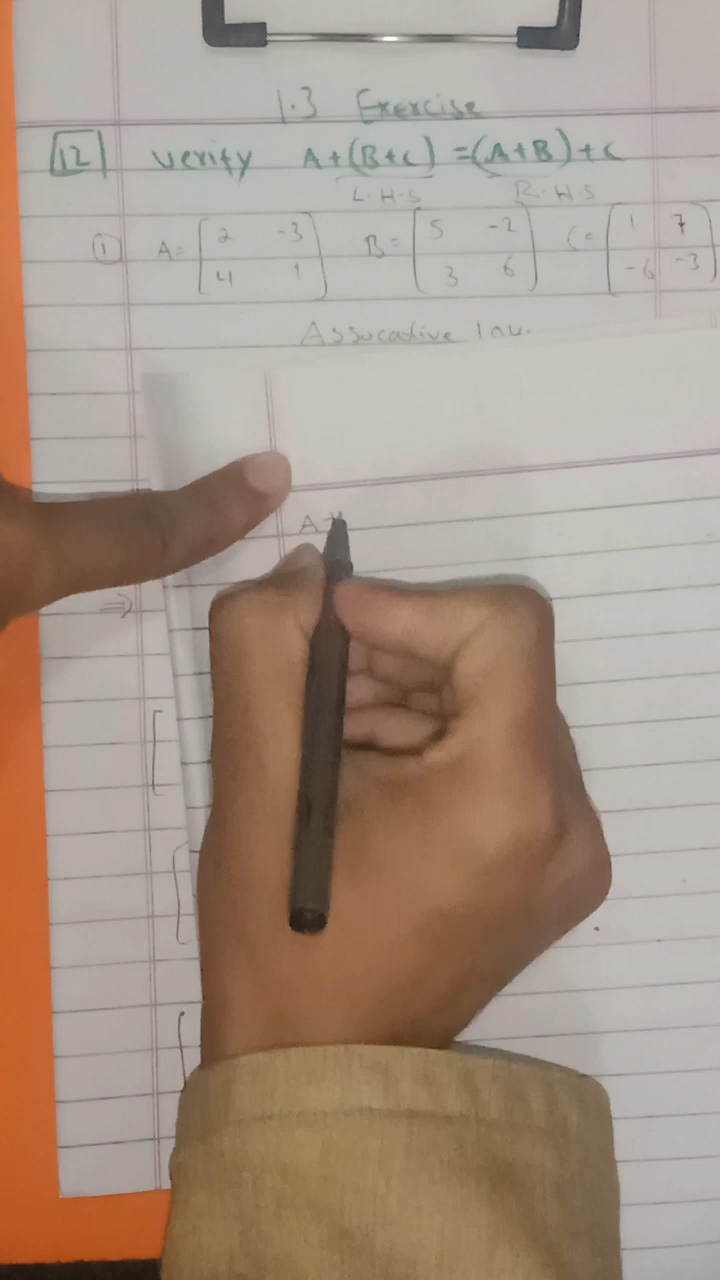 1.3 Exercise
12 verify A+(B+C) =(A+B)+C
L.H.S R.H.S
① A= [ 2 -3 B= [ 5 -2 C= [ 1 7
4 1 ] 3 6 ] -6 -3 ]
Assucative law.
A+
⇒